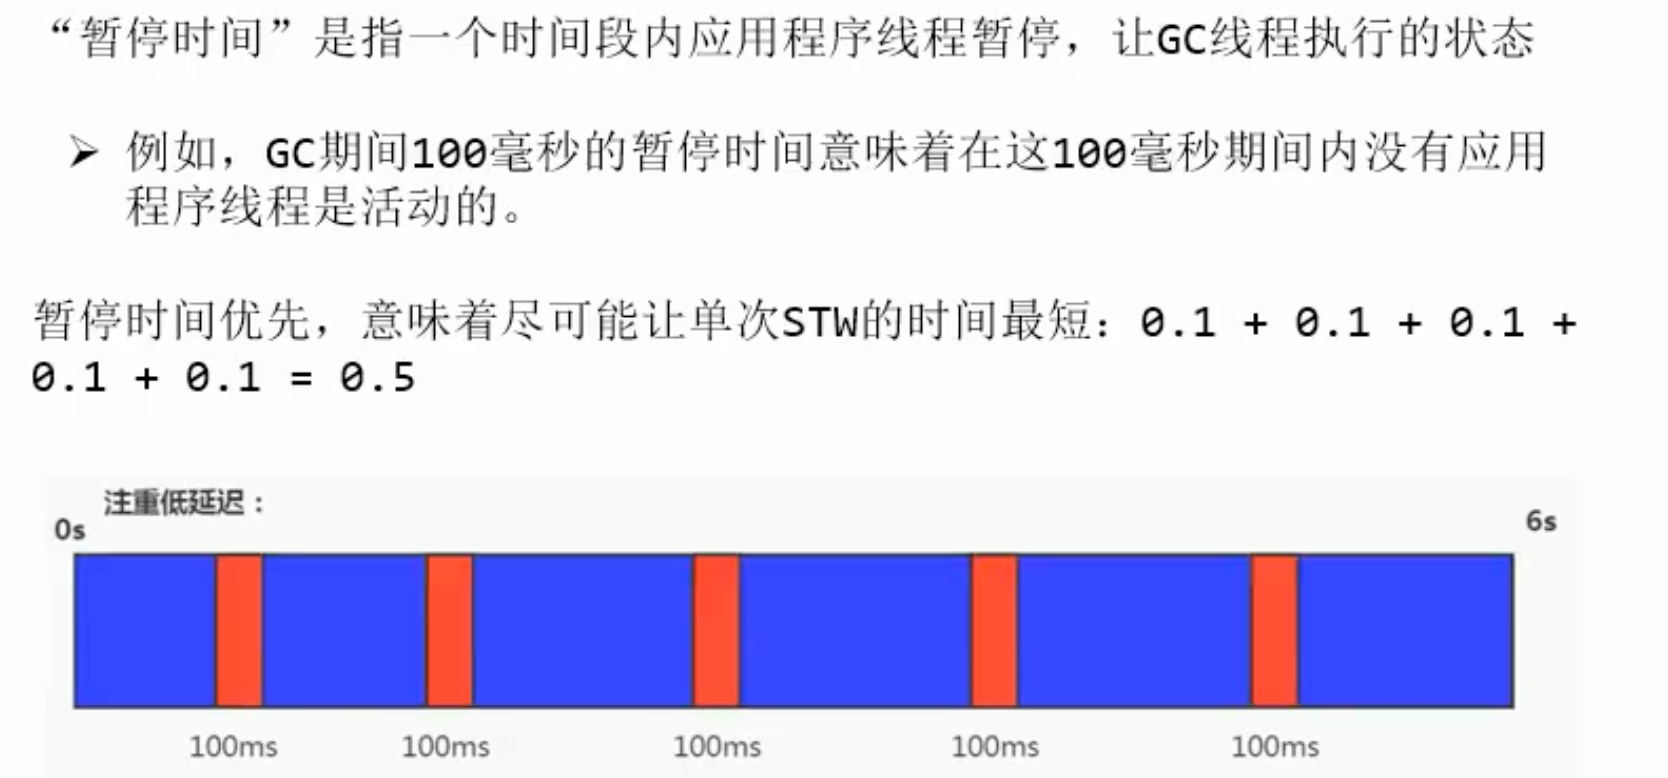 “暂停时间”是指一个时间段内应用程序线程暂停，让GC线程执行的状态
➢ 例如，GC期间100毫秒的暂停时间意味着在这100毫秒期间内没有应用
程序线程是活动的。
暂停时间优先，意味着尽可能让单次STW的时间最短：0.1 + 0.1 + 0.1 +
0.1 + 0.1 = 0.5
注重低延迟：
0s 6s
100ms 100ms 100ms 100ms 100ms